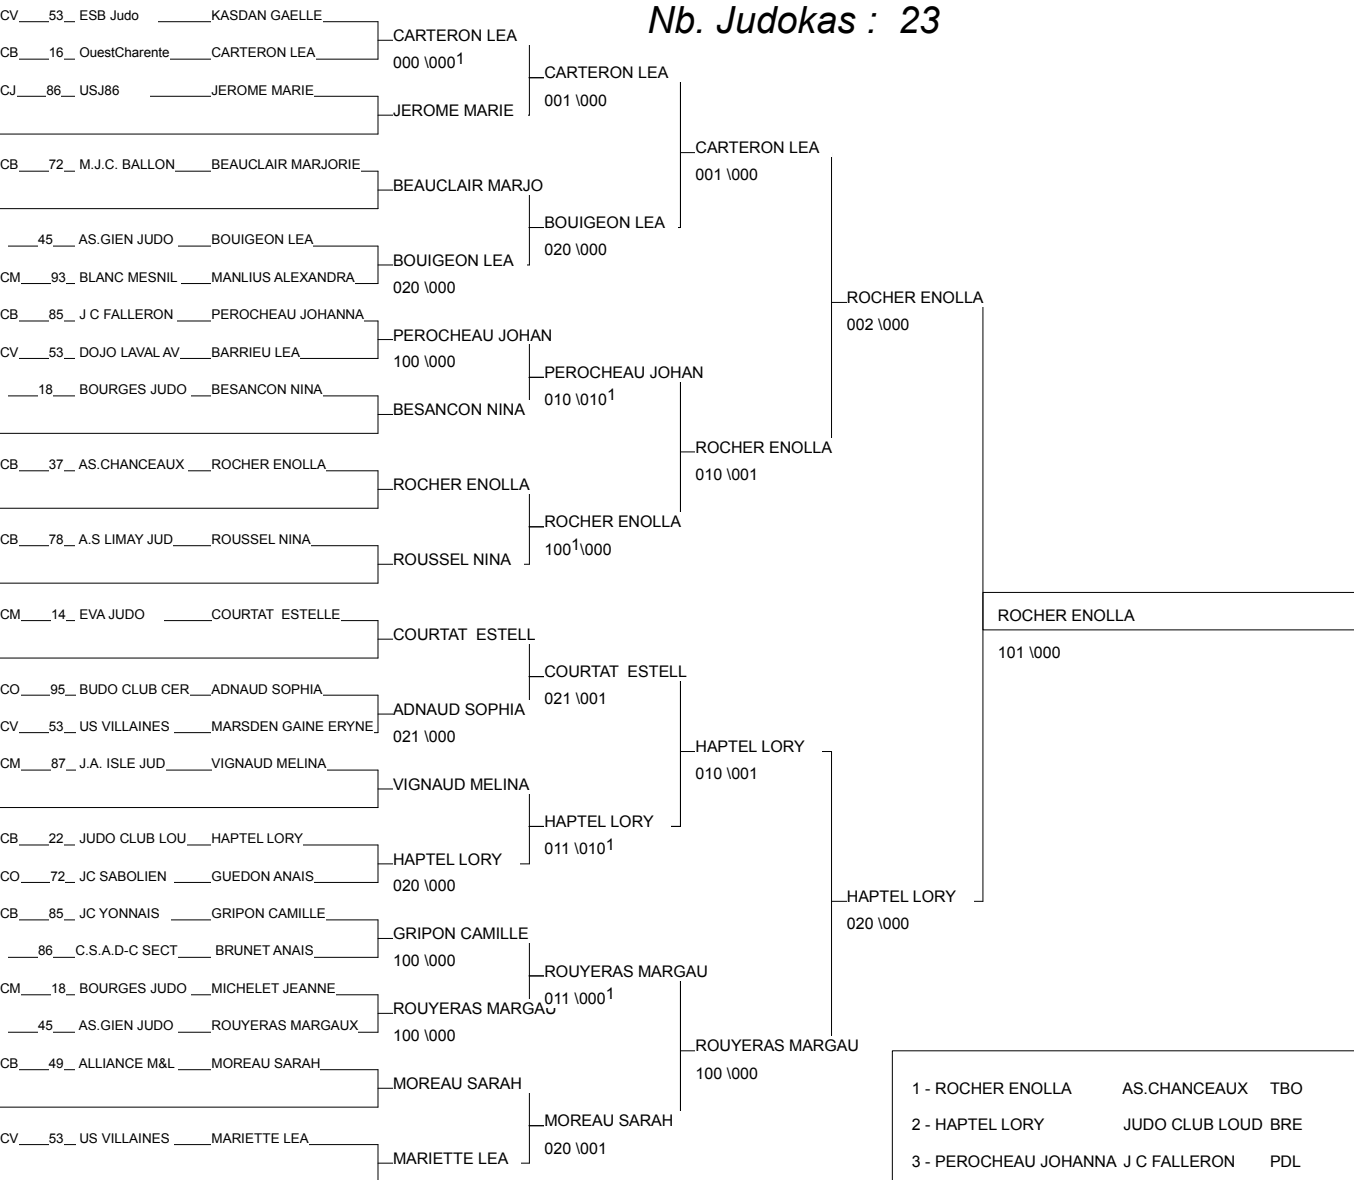 Nb. Judokas : 23
CV 53 ESB Judo KASDAN GAELLE
CB 16 OuestCharente CARTERON LEA
CJ 86 USJ86 JEROME MARIE
CB 72 M.J.C. BALLON BEAUCLAIR MARJORIE
45 AS.GIEN JUDO BOUIGEON LEA
CM 93 BLANC MESNIL MANLIUS ALEXANDRA
CB 85 J C FALLERON PEROCHEAU JOHANNA
CV 53 DOJO LAVAL AV BARRIEU LEA
18 BOURGES JUDO BESANCON NINA
CB 37 AS.CHANCEAUX ROCHER ENOLLA
CB 78 A.S LIMAY JUD ROUSSEL NINA
CM 14 EVA JUDO COURTAT ESTELLE
CO 95 BUDO CLUB CER ADNAUD SOPHIA
CV 53 US VILLAINES MARSDEN GAINE ERYNE
CM 87 J.A. ISLE JUD VIGNAUD MELINA
CB 22 JUDO CLUB LOU HAPTEL LORY
CO 72 JC SABOLIEN GUEDON ANAIS
CB 85 JC YONNAIS GRIPON CAMILLE
86 C.S.A.D-C SECT BRUNET ANAIS
CM 18 BOURGES JUDO MICHELET JEANNE
45 AS.GIEN JUDO ROUYERAS MARGAUX
CB 49 ALLIANCE M&L MOREAU SARAH
CV 53 US VILLAINES MARIETTE LEA
CARTERON LEA
000 \000¹
JEROME MARIE
BEAUCLAIR MARJO
BOUIGEON LEA
020 \000
PEROCHEAU JOHAN
100 \000
BESANCON NINA
ROCHER ENOLLA
ROUSSEL NINA
COURTAT ESTELL
ADNAUD SOPHIA
021 \000
VIGNAUD MELINA
HAPTEL LORY
020 \000
GRIPON CAMILLE
100 \000
ROUYERAS MARGAU
100 \000
MOREAU SARAH
MARIETTE LEA
CARTERON LEA
001 \000
BOUIGEON LEA
020 \000
PEROCHEAU JOHAN
010 \010¹
ROCHER ENOLLA
100¹\000
COURTAT ESTELL
021 \001
HAPTEL LORY
011 \010¹
ROUYERAS MARGAU
011 \000¹
MOREAU SARAH
020 \001
CARTERON LEA
001 \000
ROCHER ENOLLA
010 \001
HAPTEL LORY
010 \001
ROUYERAS MARGAU
100 \000
ROCHER ENOLLA
002 \000
HAPTEL LORY
020 \000
ROCHER ENOLLA
101 \000
1 - ROCHER ENOLLA AS.CHANCEAUX TBO
2 - HAPTEL LORY JUDO CLUB LOUD BRE
3 - PEROCHEAU JOHANNA J C FALLERON PDL